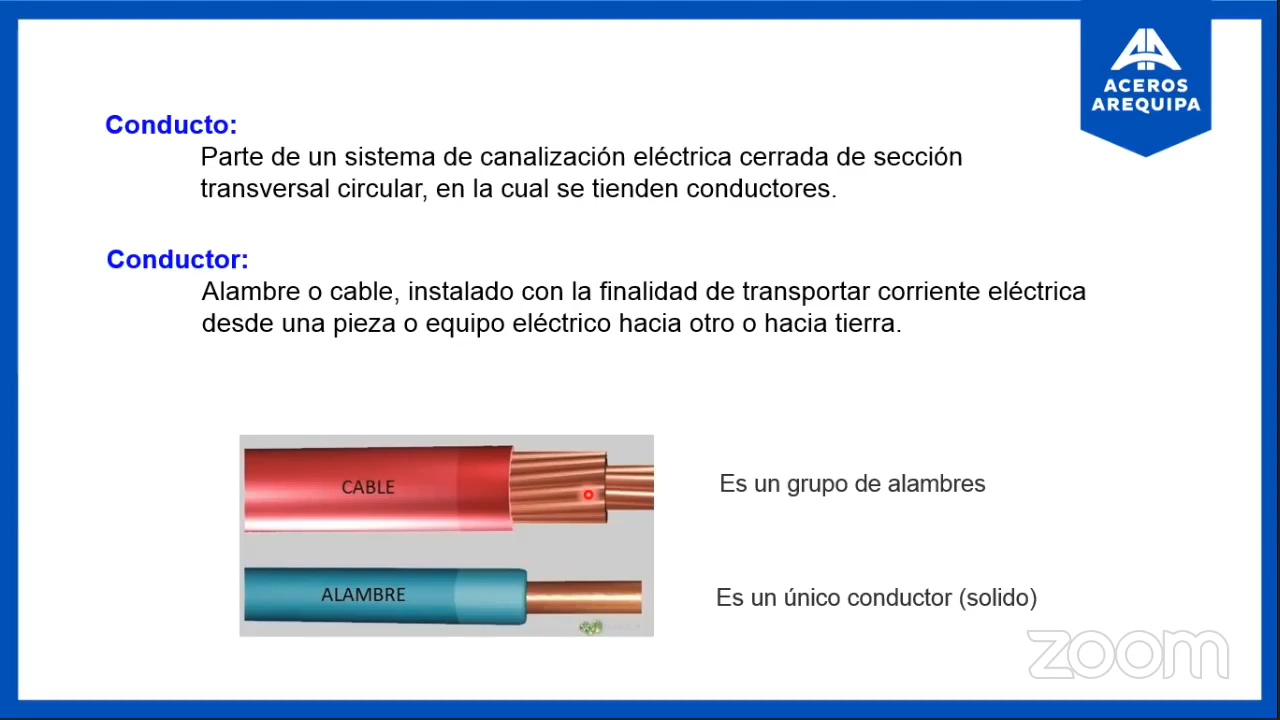 ACEROS
AREQUIPA
Conducto:
Parte de un sistema de canalización eléctrica cerrada de sección
transversal circular, en la cual se tienden conductores.
Conductor:
Alambre o cable, instalado con la finalidad de transportar corriente eléctrica
desde una pieza o equipo eléctrico hacia otro o hacia tierra.
CABLE
Es un grupo de alambres
ALAMBRE
Es un único conductor (solido)
zoom